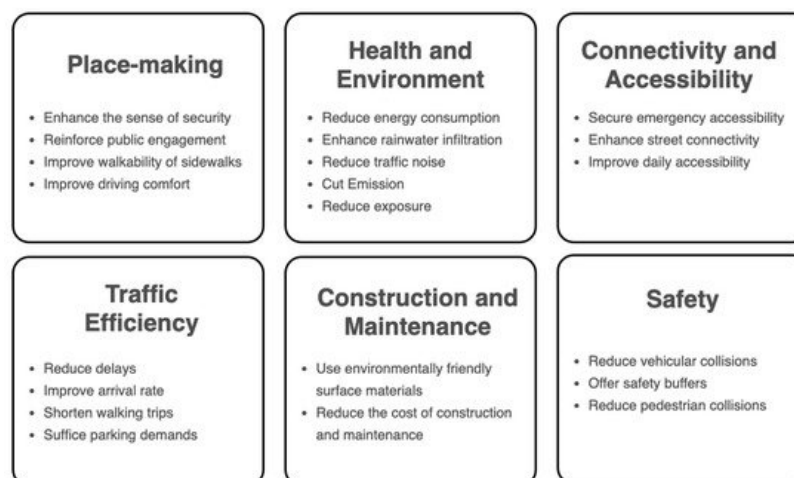 Place-making
• Enhance the sense of security
• Reinforce public engagement
• Improve walkability of sidewalks
• Improve driving comfort
Health and
Environment
• Reduce energy consumption
• Enhance rainwater infiltration
• Reduce traffic noise
• Cut Emission
• Reduce exposure
Connectivity and
Accessibility
• Secure emergency accessibility
• Enhance street connectivity
• Improve daily accessibility
Traffic
Efficiency
• Reduce delays
• Improve arrival rate
• Shorten walking trips
• Suffice parking demands
Construction and
Maintenance
• Use environmentally friendly
surface materials
• Reduce the cost of construction
and maintenance
Safety
• Reduce vehicular collisions
• Offer safety buffers
• Reduce pedestrian collisions